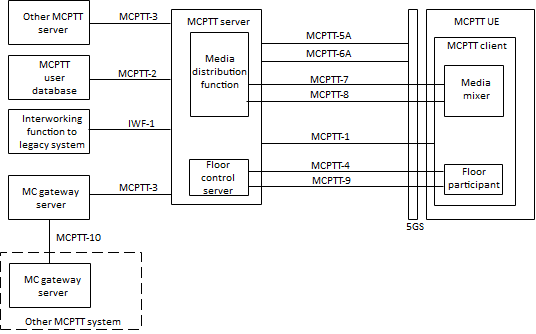 Other MCPTT
server
MCPTT-3
MCPTT server
MCPTT UE
MCPTT-5A
MCPTT client
MCPTT-6A
MCPTT
user
database
MCPTT-2
Media
distribution
function
MCPTT-7
MCPTT-8
Media
mixer
Interworking
function to
legacy system
IWF-1
MCPTT-1
MC gateway
server
MCPTT-3
Floor
control
server
MCPTT-4
MCPTT-9
Floor
participant
5GS
MCPTT-10
MC gateway
server
Other MCPTT system